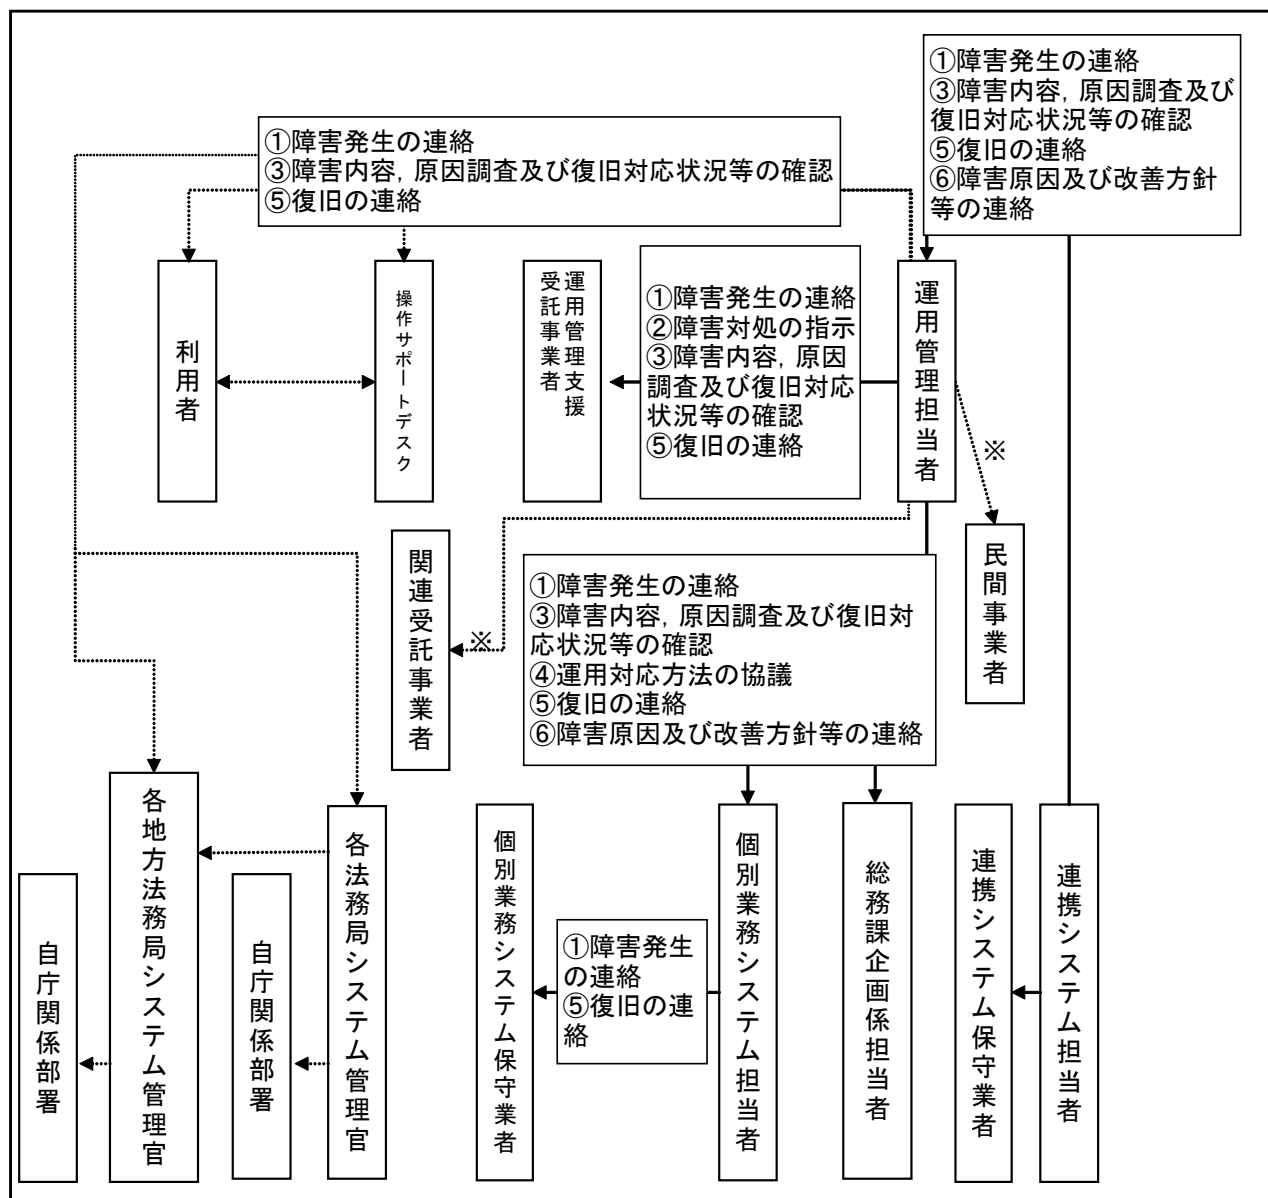 ①障害発生の連絡
③障害内容，原因調査及び
復旧対応状況等の確認
⑤復旧の連絡
⑥障害原因及び改善方針
等の連絡
①障害発生の連絡
③障害内容，原因調査及び復旧対応状況等の確認
⑤復旧の連絡
利用者
操作サポートデスク
運用管理支援
受託事業者
①障害発生の連絡
②障害対処の指示
③障害内容，原因
調査及び復旧対応
状況等の確認
⑤復旧の連絡
運用管理担当者
※
民間事業者
関連受託事業者
※
①障害発生の連絡
③障害内容，原因調査及び復旧対
応状況等の確認
④運用対応方法の協議
⑤復旧の連絡
⑥障害原因及び改善方針等の連絡
自庁関係部署
各地方法務局システム管理官
自庁関係部署
各法務局システム管理官
個別業務システム保守業者
①障害発生
の連絡
⑤復旧の連
絡
個別業務システム担当者
総務課企画係担当者
連携システム保守業者
連携システム担当者